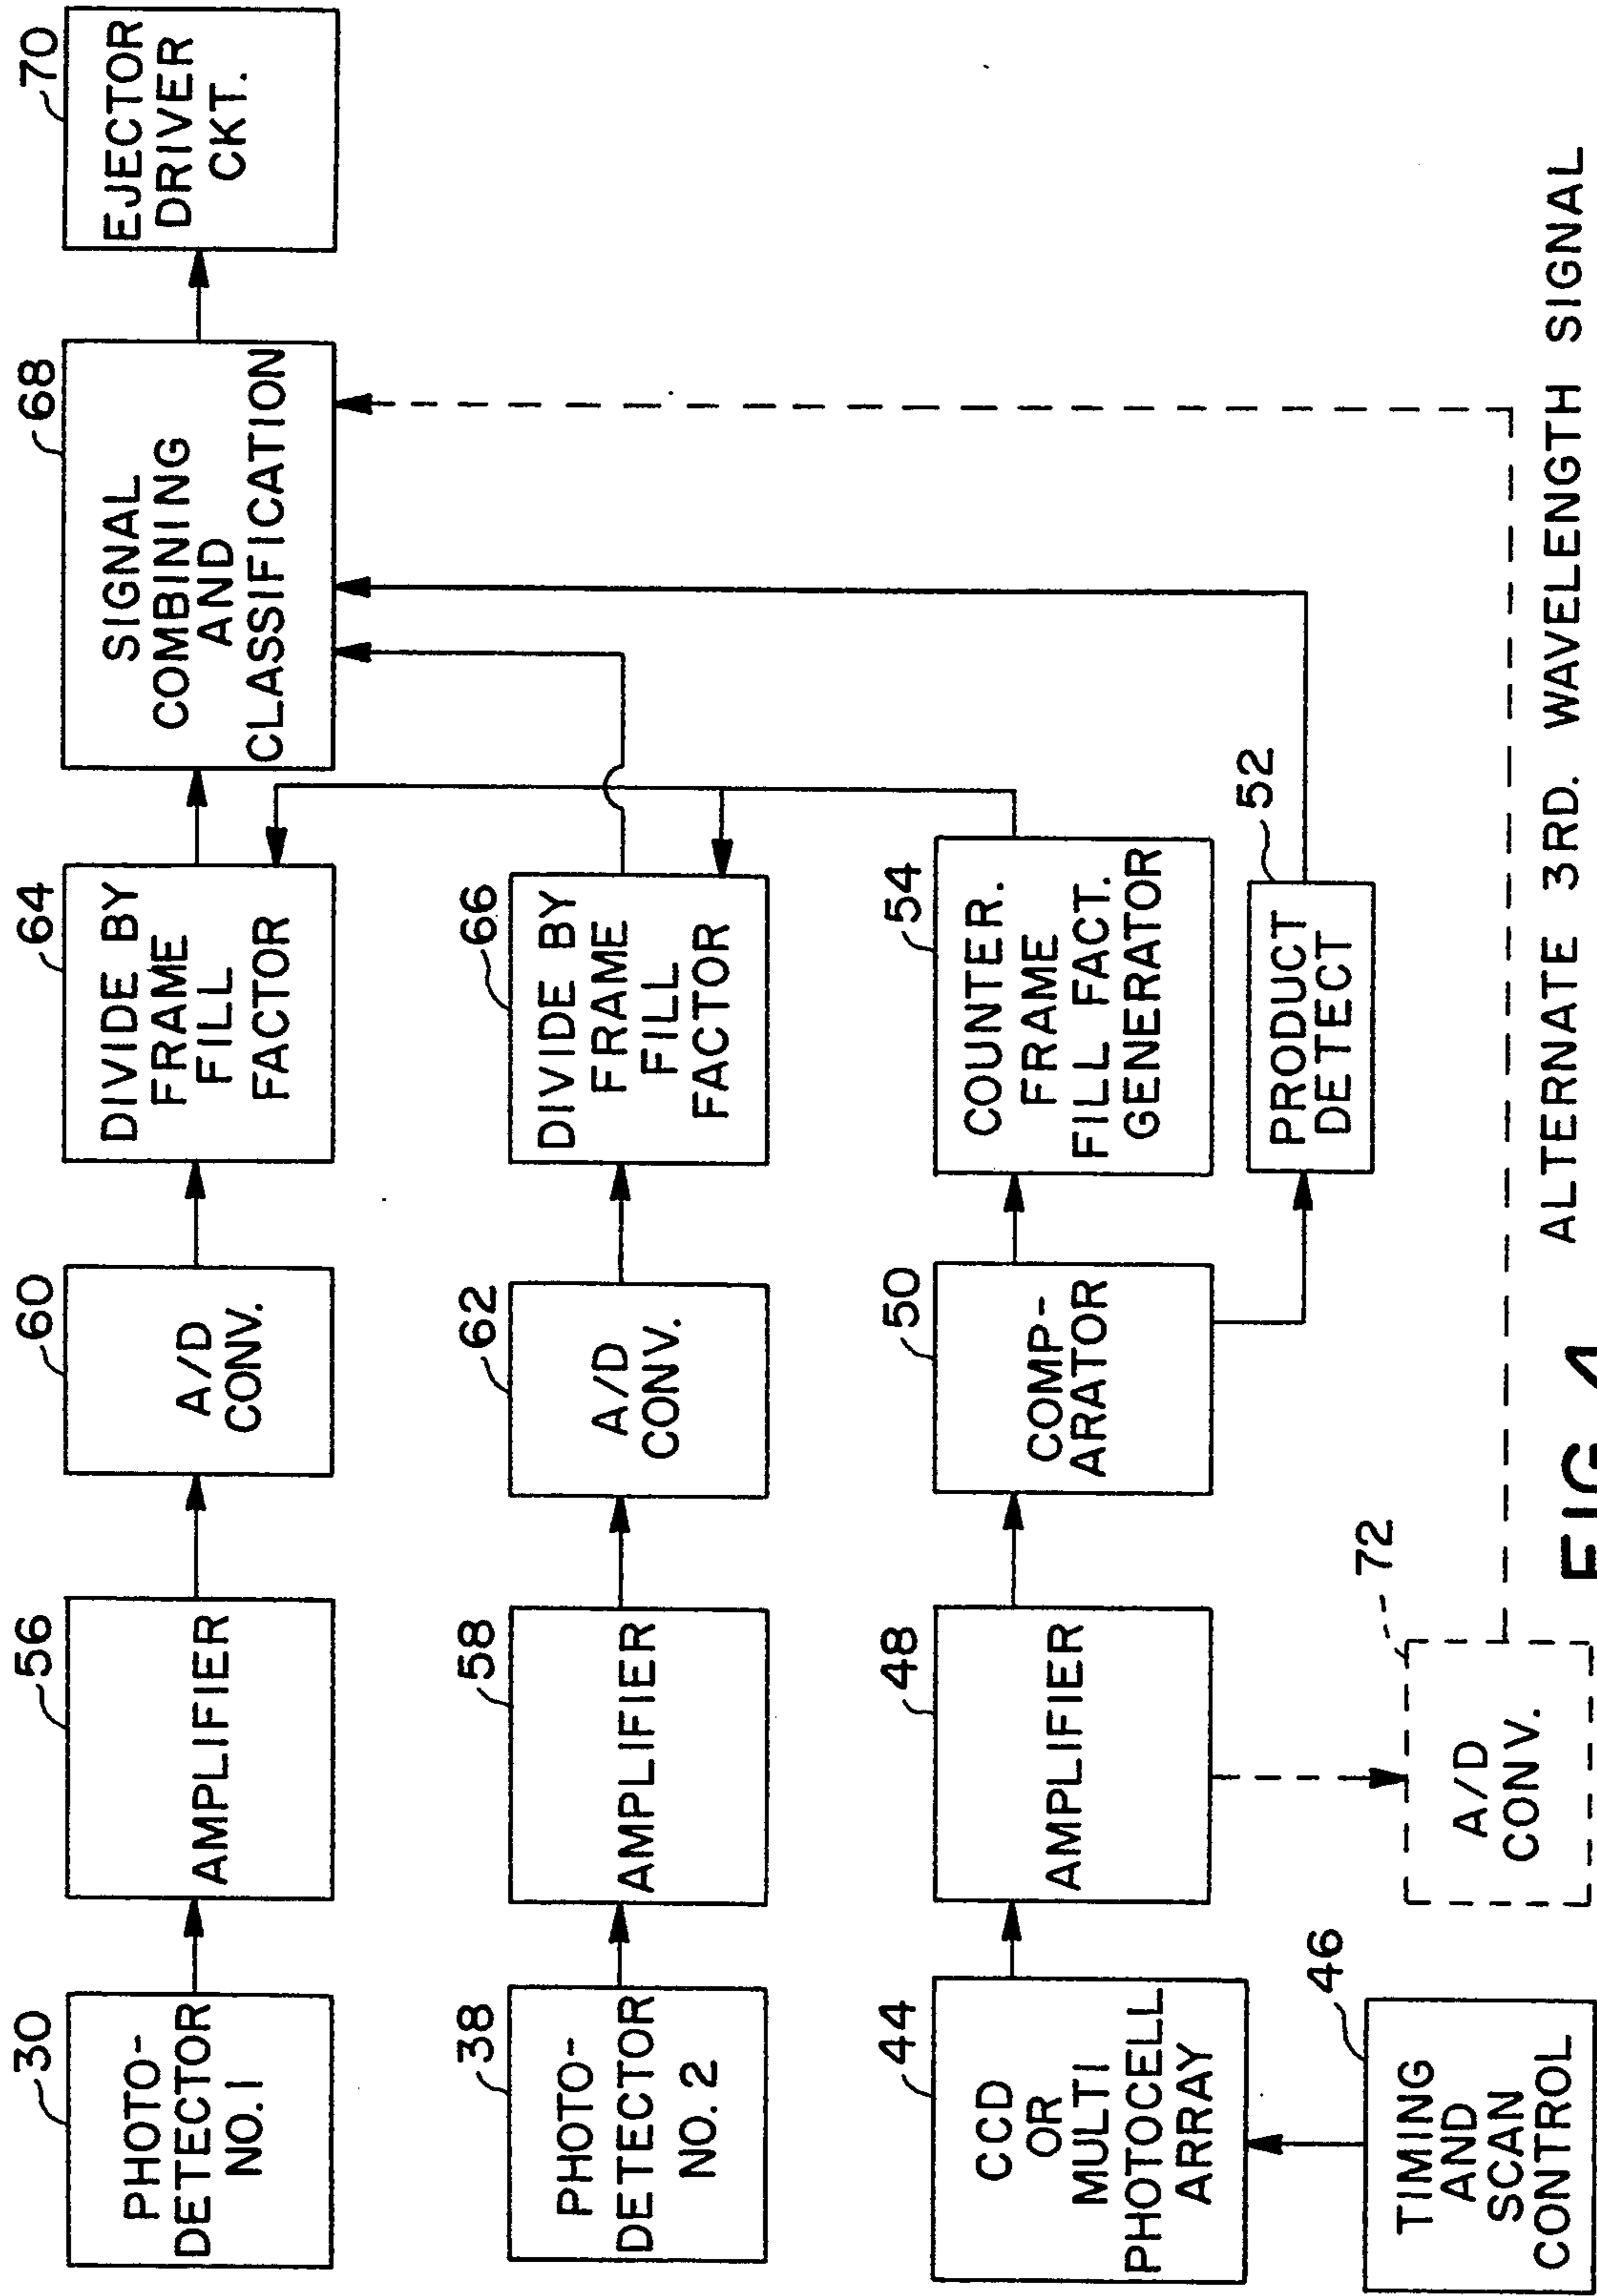 30
PHOTO-
DETECTOR
NO. 1
56
AMPLIFIER
60
A/D
CONV.
64
DIVIDE BY
FRAME
FILL
FACTOR
68
SIGNAL
COMBINING
AND
CLASSIFICATION
70
EJECTOR
DRIVER
CKT.
38
PHOTO-
DETECTOR
NO. 2
58
AMPLIFIER
62
A/D
CONV.
66
DIVIDE BY
FRAME
FILL
FACTOR
44
CCD
OR
MULTI
PHOTOCELL
ARRAY
48
AMPLIFIER
50
COMP-
ARATOR
54
COUNTER.
FRAME
FILL FACT.
GENERATOR
52
PRODUCT
DETECT
46
TIMING
AND
SCAN
CONTROL
72
A/D
CONV.
ALTERNATE 3RD. WAVELENGTH SIGNAL
FIG. 4